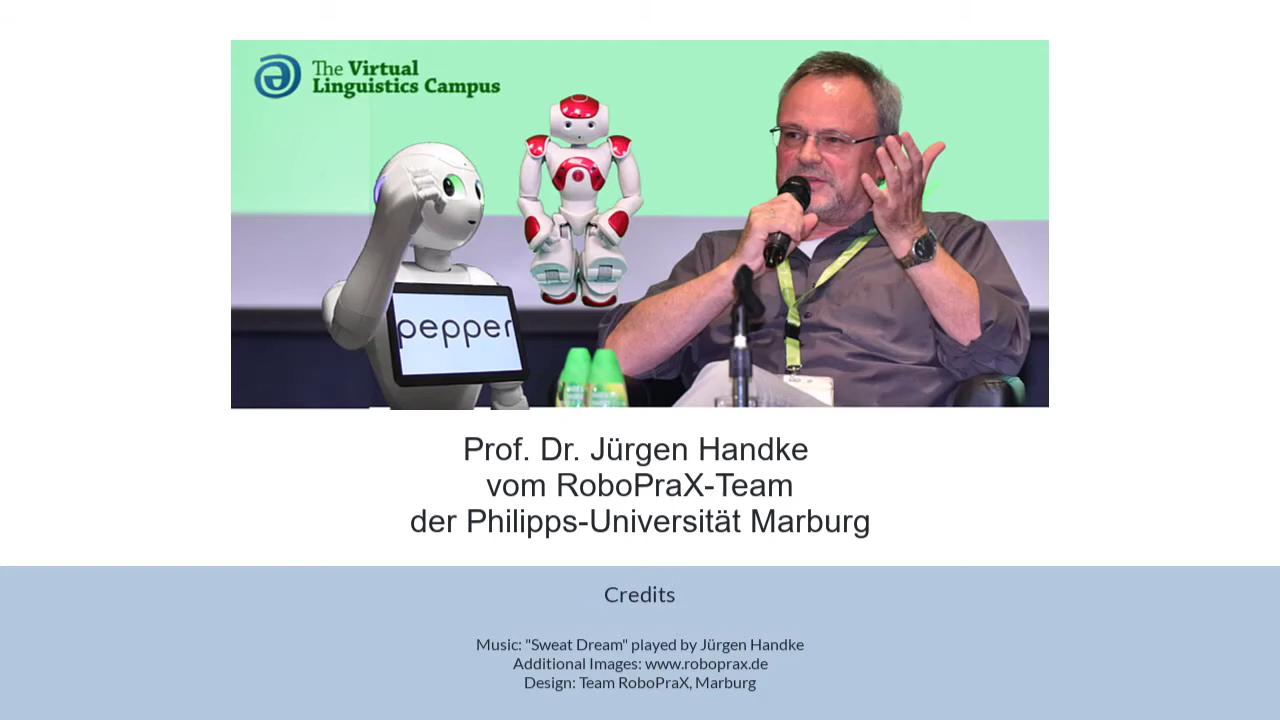 The Virtual
Linguistics Campus
pepper
Prof. Dr. Jürgen Handke
vom RoboPraX-Team
der Philipps-Universität Marburg
Credits
Music: "Sweat Dream" played by Jürgen Handke
Additional Images: www.roboprax.de
Design: Team RoboPraX, Marburg